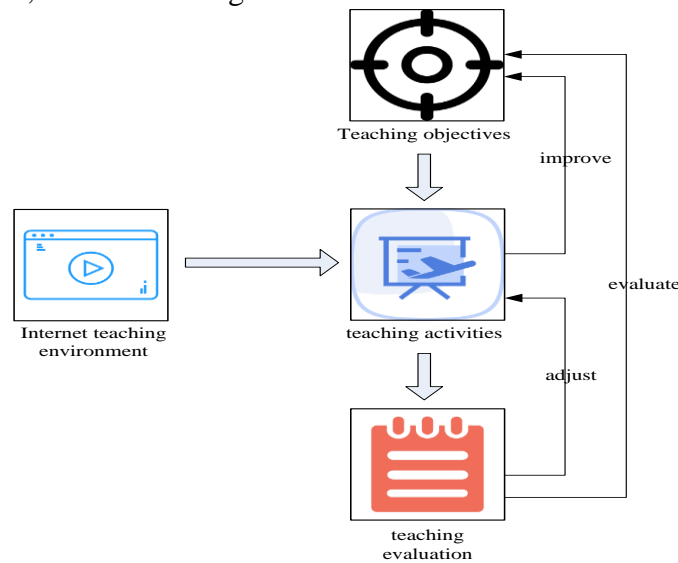 Teaching objectives
improve
Internet teaching
environment
teaching activities
evaluate
adjust
teaching
evaluation